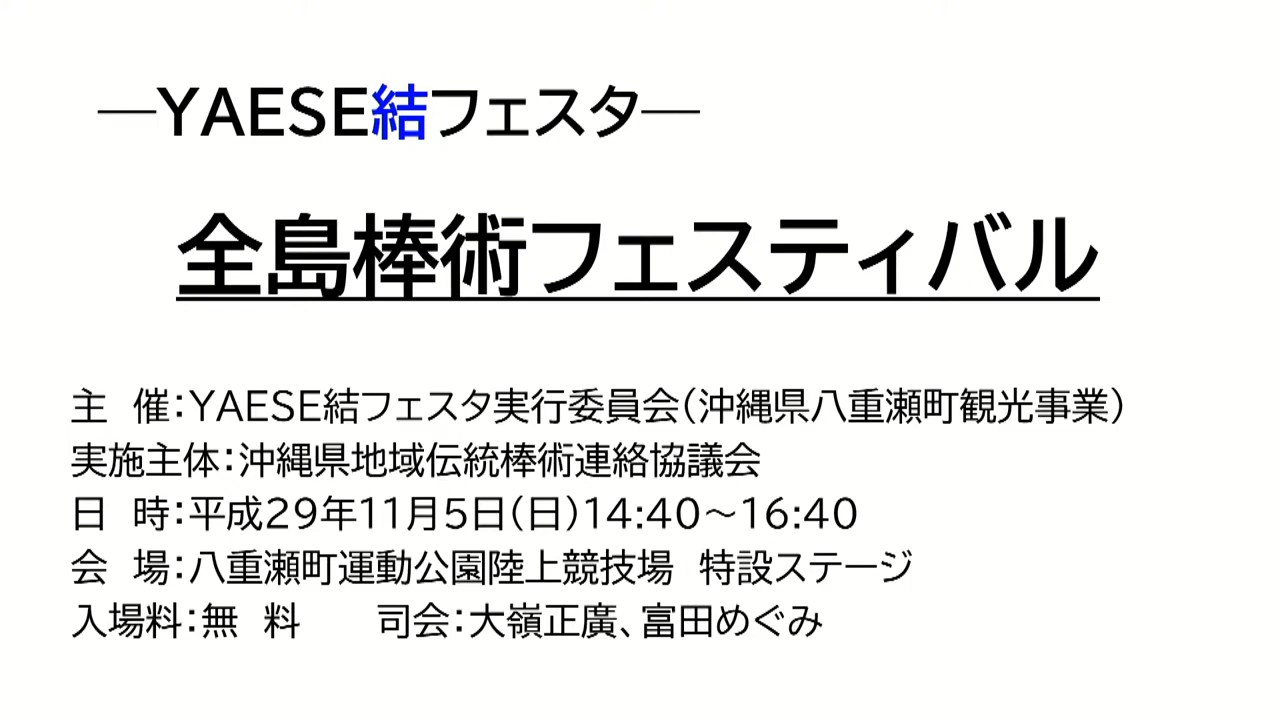 ―YAESE結フェスタ―
全島棒術フェスティバル
主　催：YAESE結フェスタ実行委員会（沖縄県八重瀬町観光事業）
実施主体：沖縄県地域伝統棒術連絡協議会
日　時：平成29年11月5日（日）14：40～16：40
会　場：八重瀬町運動公園陸上競技場　特設ステージ
入場料：無　料　　司会：大嶺正廣、富田めぐみ